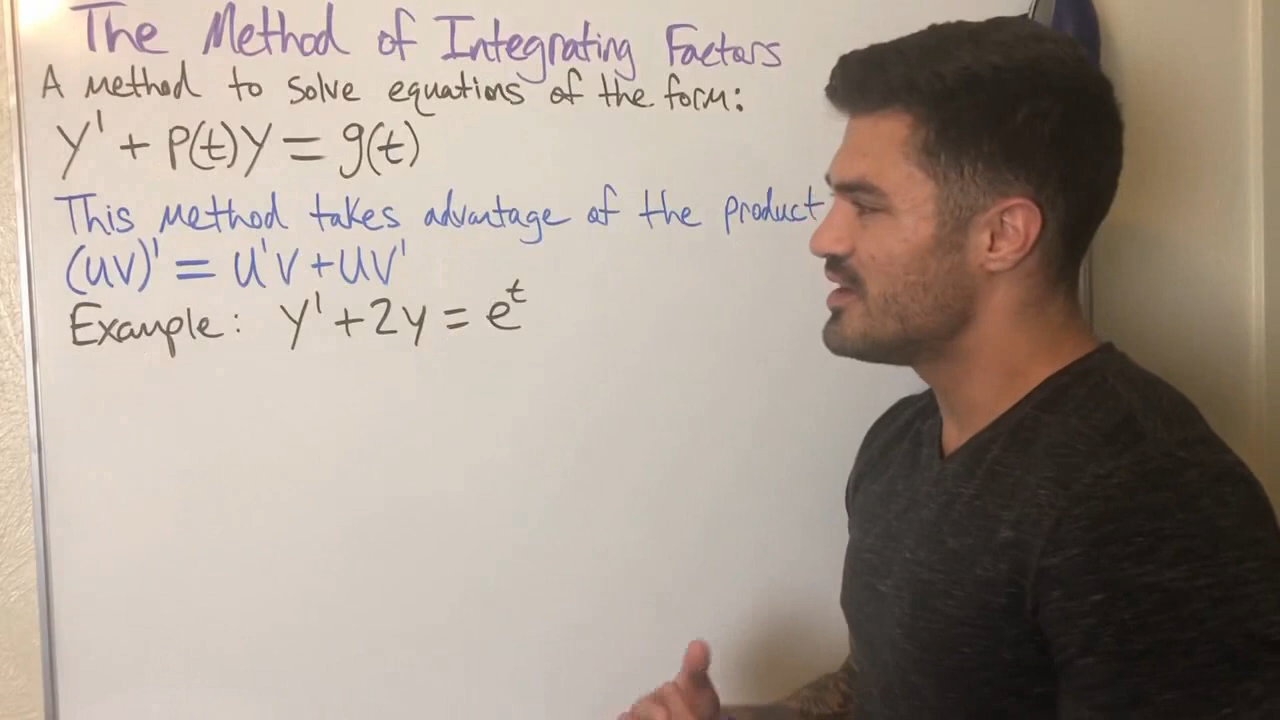 The Method of Integrating Factors
A method to solve equations of the form:
y' + p(t)y = g(t)
This method takes advantage of the product
(uv)' = u'v + uv'
Example: y' + 2y = e^t